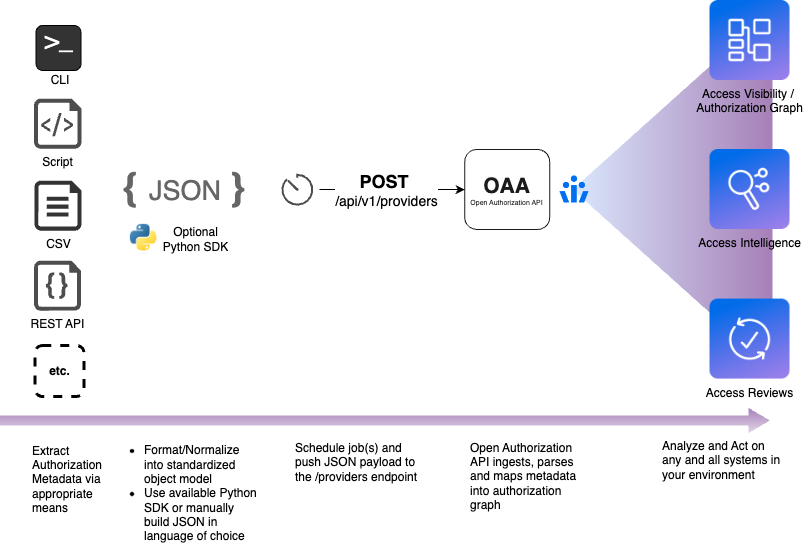 >_
CLI
</>
Script
CSV
{}
REST API
etc.
{ JSON }
Optional
Python SDK
POST
/api/v1/providers
OAA
Open Authorization API
Access Visibility /
Authorization Graph
Access Intelligence
Access Reviews
Extract
Authorization
Metadata via
appropriate
means
• Format/Normalize
into standardized
object model
• Use available Python
SDK or manually
build JSON in
language of choice
Schedule job(s) and
push JSON payload to
the /providers endpoint
Open Authorization
API ingests, parses
and maps metadata
into authorization
graph
Analyze and Act on
any and all systems in
your environment